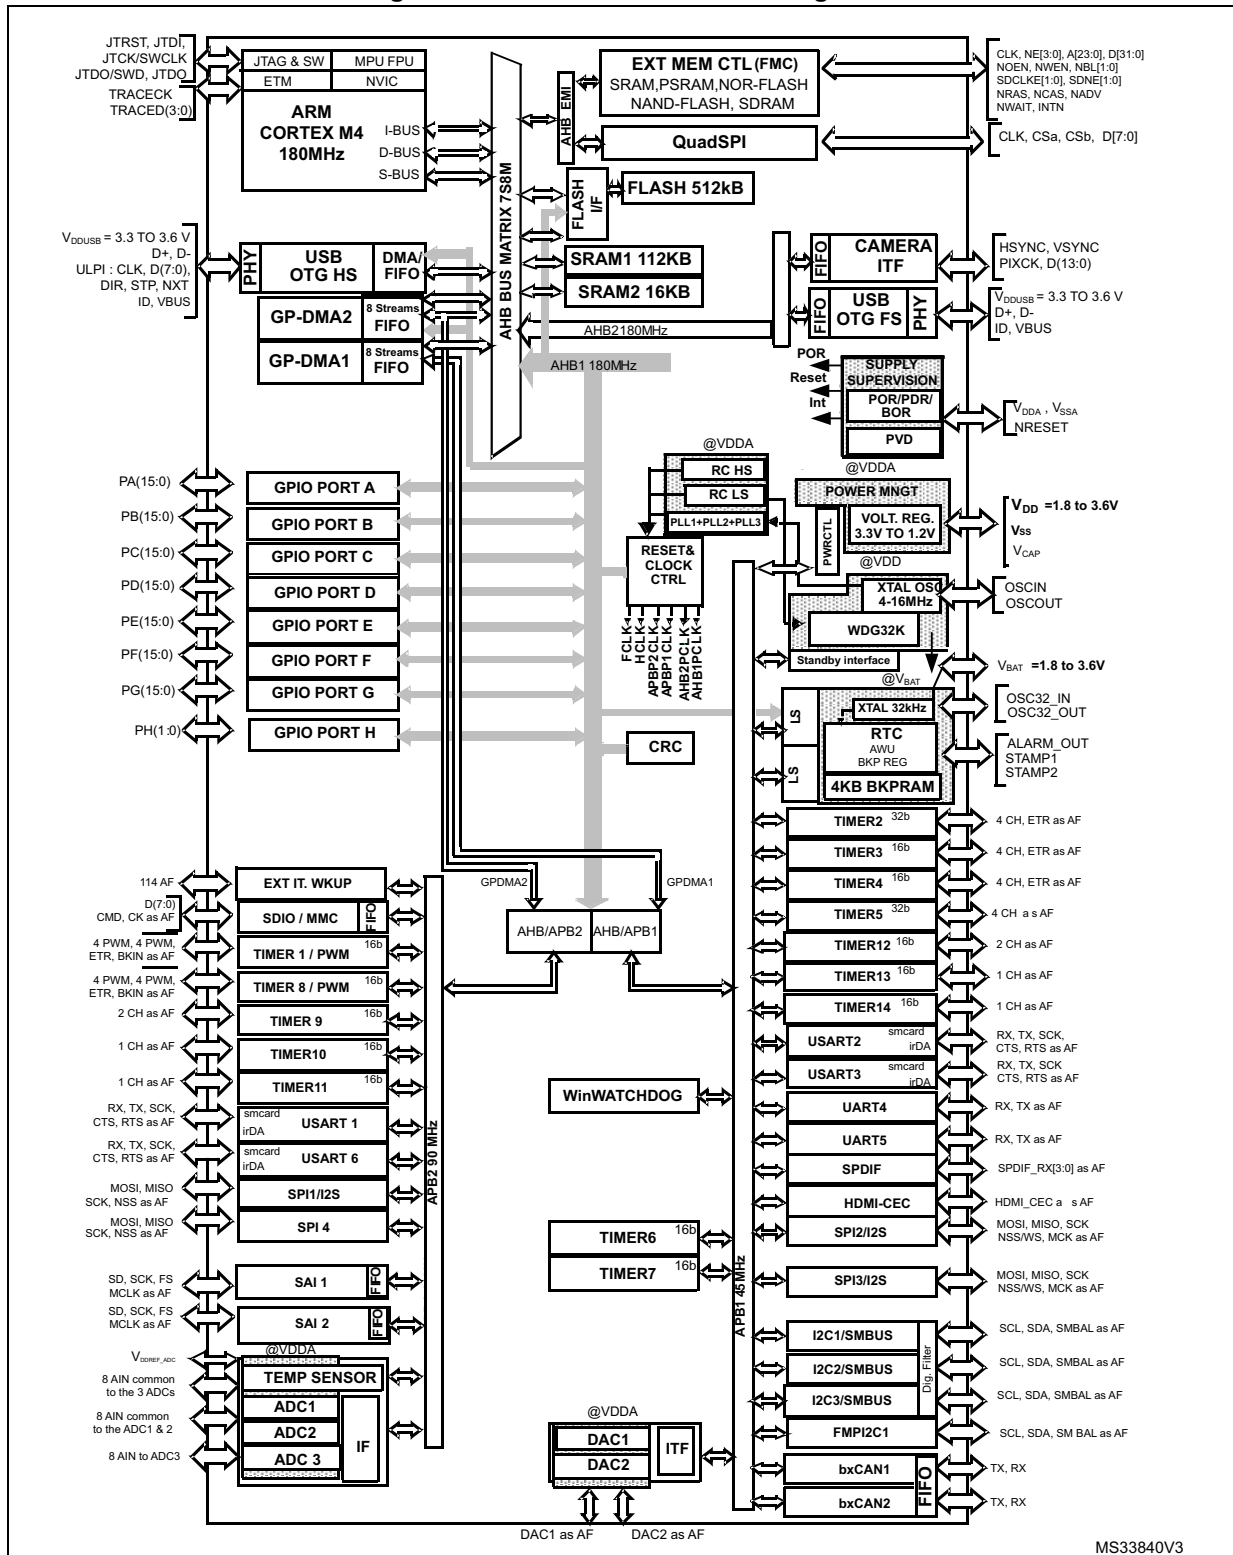 JTRST, JTDI,
JTCK/SWCLK
JTDO/SWD, JTDO
TRACECK
TRACED(3:0)
JTAG & SW
MPU FPU
ETM
NVIC
ARM
CORTEX M4
180MHz
I-BUS
D-BUS
S-BUS
AHB BUS MATRIX 7S8M
AHB EMI
EXT MEM CTL (FMC)
SRAM,PSRAM,NOR-FLASH
NAND-FLASH, SDRAM
CLK, NE[3:0], A[23:0], D[31:0]
NOEN, NWEN, NBL[1:0]
SDCLKE[1:0], SDNE[1:0]
NRAS, NCAS, NADV
NWAIT, INTN
QuadSPI
CLK, CSa, CSb, D[7:0]
FLASH
I/F
FLASH 512kB
SRAM1 112KB
SRAM2 16KB
VDDUSB = 3.3 TO 3.6 V
D+, D-
ULPI : CLK, D(7:0),
DIR, STP, NXT
ID, VBUS
PHY
USB
OTG HS
DMA/
FIFO
GP-DMA2
8 Streams
FIFO
GP-DMA1
8 Streams
FIFO
AHB2180MHz
AHB1 180MHz
FIFO
CAMERA
ITF
HSYNC, VSYNC
PIXCK, D(13:0)
FIFO
USB
OTG FS
PHY
VDDUSB = 3.3 TO 3.6 V
D+, D-
ID, VBUS
POR
Reset
Int
SUPPLY
SUPERVISION
POR/PDR/
BOR
PVD
VDDA , VSSA
NRESET
@VDDA
RC HS
RC LS
PLL1+PLL2+PLL3
RESET&
CLOCK
CTRL
FCLK
HCLK
APBP2CLK
APBP1CLK
AHB2PCLK
AHB1PCLK
@VDDA
POWER MNGT
PWRCTL
VOLT. REG.
3.3V TO 1.2V
VDD =1.8 to 3.6V
VSS
VCAP
@VDD
XTAL OSC
4-16MHz
OSCIN
OSCOUT
WDG32K
Standby interface
@VBAT
VBAT =1.8 to 3.6V
LS
LS
XTAL 32kHz
OSC32_IN
OSC32_OUT
RTC
AWU
BKP REG
4KB BKPRAM
ALARM_OUT
STAMP1
STAMP2
PA(15:0)
GPIO PORT A
PB(15:0)
GPIO PORT B
PC(15:0)
GPIO PORT C
PD(15:0)
GPIO PORT D
PE(15:0)
GPIO PORT E
PF(15:0)
GPIO PORT F
PG(15:0)
GPIO PORT G
PH(1:0)
GPIO PORT H
CRC
GPDMA2
GPDMA1
AHB/APB2
AHB/APB1
114 AF
EXT IT. WKUP
D(7:0)
CMD, CK as AF
SDIO / MMC
FIFO
4 PWM, 4 PWM,
ETR, BKIN as AF
TIMER 1 / PWM 16b
4 PWM, 4 PWM,
ETR, BKIN as AF
TIMER 8 / PWM 16b
2 CH as AF
TIMER 9 16b
1 CH as AF
TIMER10 16b
1 CH as AF
TIMER11 16b
RX, TX, SCK,
CTS, RTS as AF
smcard
irDA
USART 1
RX, TX, SCK,
CTS, RTS as AF
smcard
irDA
USART 6
MOSI, MISO
SCK, NSS as AF
SPI1/I2S
MOSI, MISO
SCK, NSS as AF
SPI 4
SD, SCK, FS
MCLK as AF
SAI 1
FIFO
SD, SCK, FS
MCLK as AF
SAI 2
FIFO
APB2 90 MHz
VDDREF_ADC
@VDDA
TEMP SENSOR
8 AIN common
to the 3 ADCs
ADC1
8 AIN common
to the ADC1 & 2
ADC2
8 AIN to ADC3
ADC 3
IF
WinWATCHDOG
TIMER6 16b
TIMER7 16b
@VDDA
DAC1
DAC2
ITF
DAC1 as AF
DAC2 as AF
APB1 45 MHz
TIMER2 32b
4 CH, ETR as AF
TIMER3 16b
4 CH, ETR as AF
TIMER4 16b
4 CH, ETR as AF
TIMER5 32b
4 CH a s AF
TIMER12 16b
2 CH as AF
TIMER13 16b
1 CH as AF
TIMER14 16b
1 CH as AF
USART2
smcard
irDA
RX, TX, SCK,
CTS, RTS as AF
USART3
smcard
irDA
RX, TX, SCK
CTS, RTS as AF
UART4
RX, TX as AF
UART5
RX, TX as AF
SPDIF
SPDIF_RX[3:0] as AF
HDMI-CEC
HDMI_CEC a s AF
SPI2/I2S
MOSI, MISO, SCK
NSS/WS, MCK as AF
SPI3/I2S
MOSI, MISO, SCK
NSS/WS, MCK as AF
I2C1/SMBUS
SCL, SDA, SMBAL as AF
I2C2/SMBUS
SCL, SDA, SMBAL as AF
I2C3/SMBUS
SCL, SDA, SMBAL as AF
Dig. Filter
FMPI2C1
SCL, SDA, SM BAL as AF
bxCAN1
TX, RX
bxCAN2
TX, RX
FIFO
MS33840V3